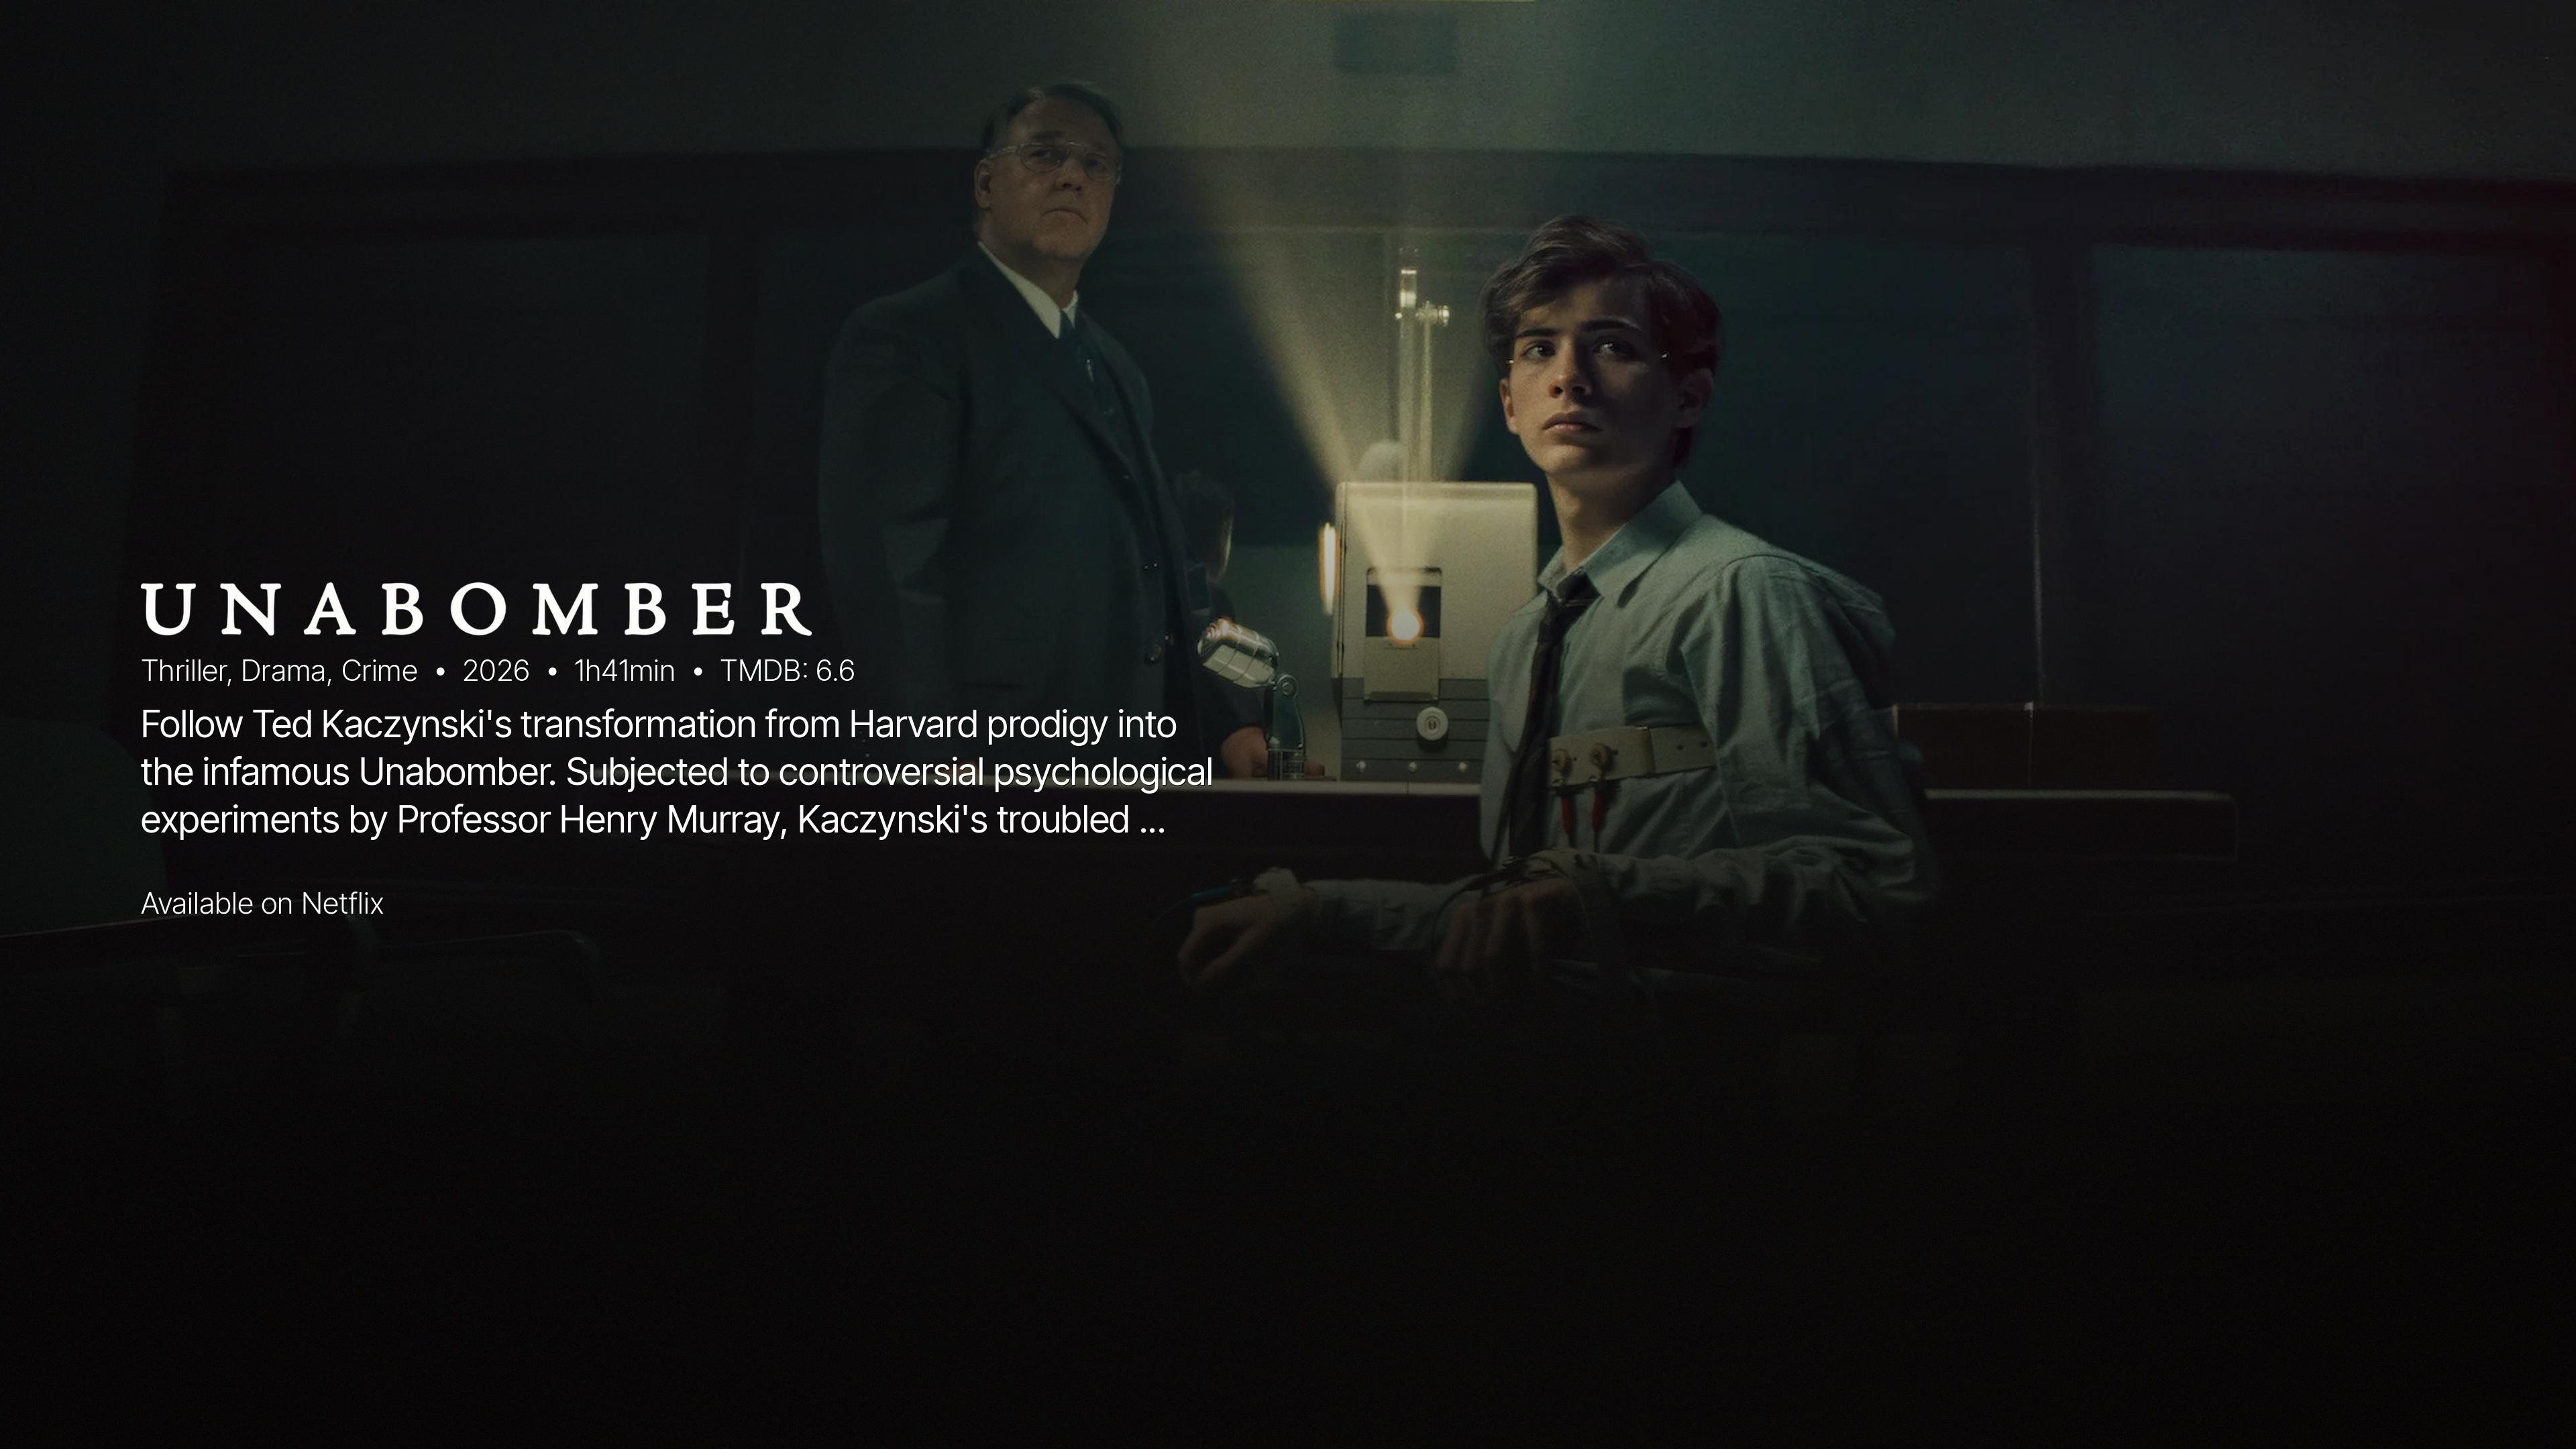 UNABOMBER
Thriller, Drama, Crime • 2026 • 1h41min • TMDB: 6.6
Follow Ted Kaczynski's transformation from Harvard prodigy into
the infamous Unabomber. Subjected to controversial psychological
experiments by Professor Henry Murray, Kaczynski's troubled ...
Available on Netflix